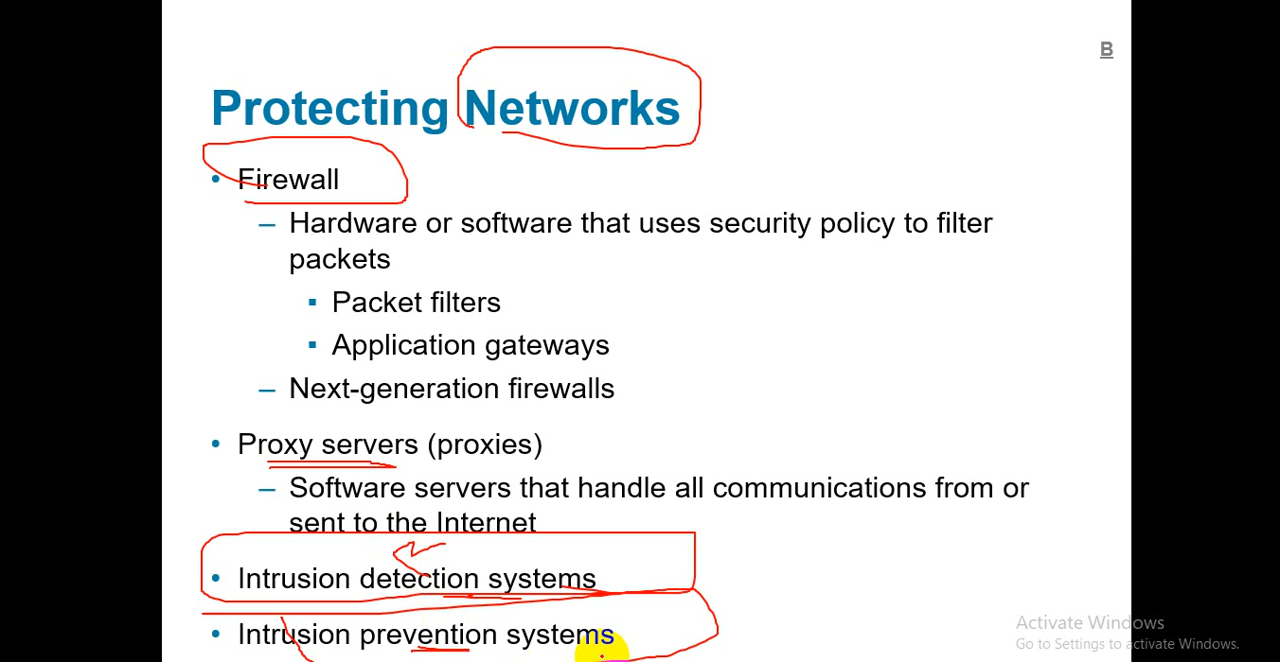 B
Protecting Networks
• Firewall
– Hardware or software that uses security policy to filter
packets
▪ Packet filters
▪ Application gateways
– Next-generation firewalls
• Proxy servers (proxies)
– Software servers that handle all communications from or
sent to the Internet
• Intrusion detection systems
• Intrusion prevention systems
Activate Windows
Go to Settings to activate Windows.